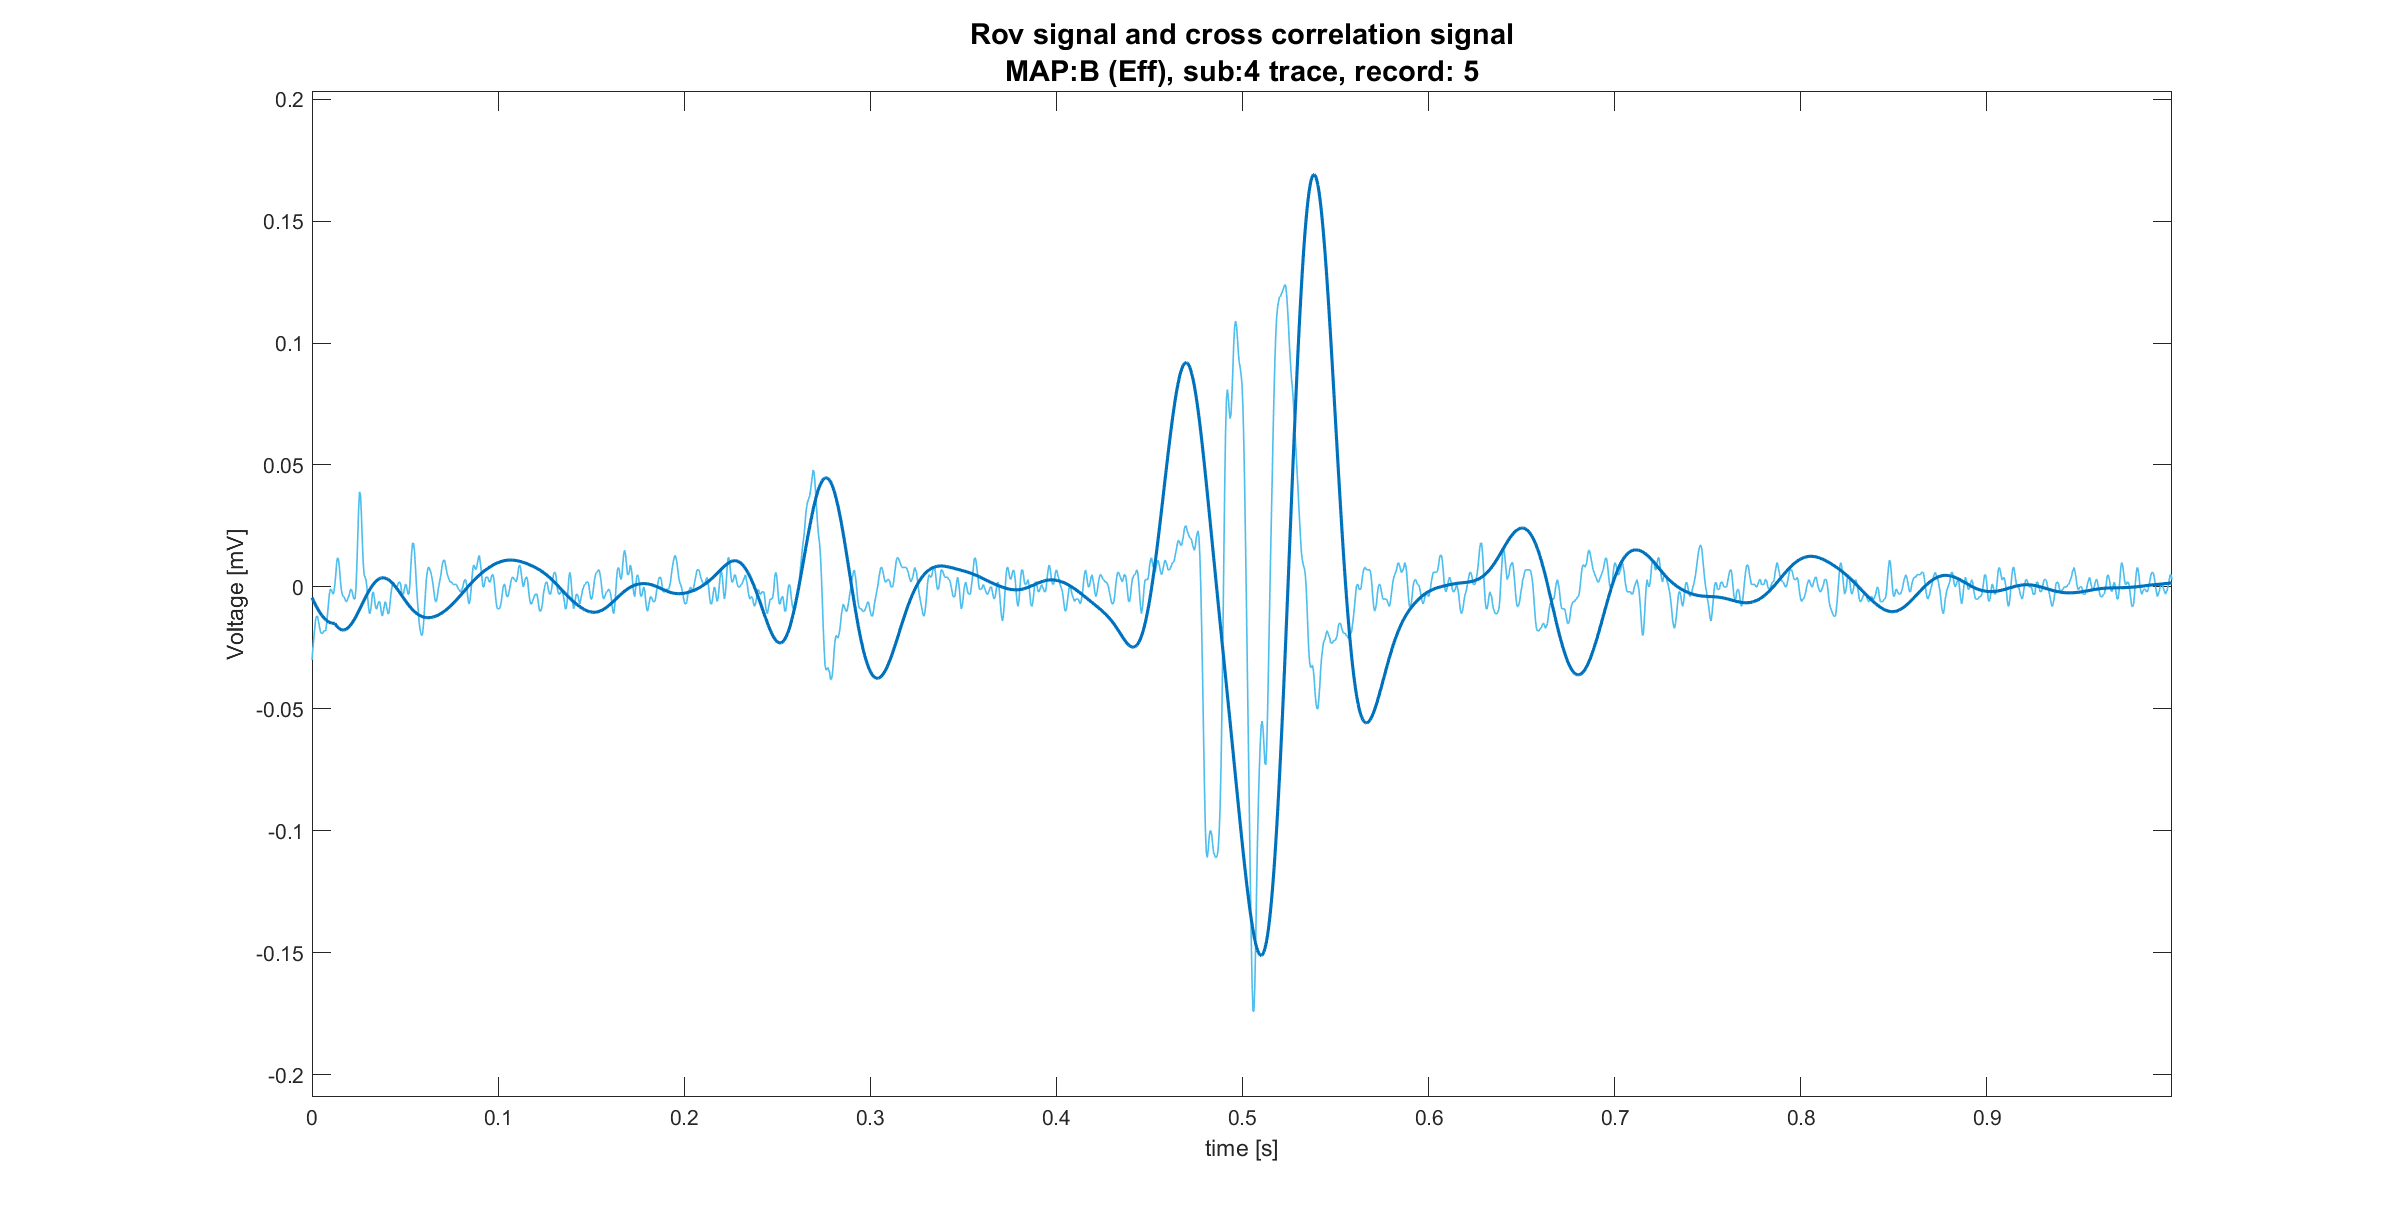 Rov signal and cross correlation signal
MAP:B (Eff), sub:4 trace, record: 5
0.2
0.15
0.1
0.05
0
-0.05
-0.1
-0.15
-0.2
Voltage [mV]
0 0.1 0.2 0.3 0.4 0.5 0.6 0.7 0.8 0.9
time [s]